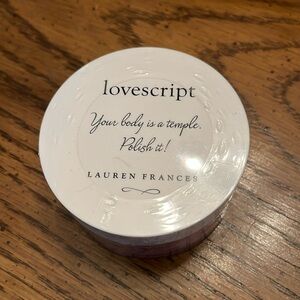 lovescript
Your body is a temple.
Polish it!
LAUREN FRANCES